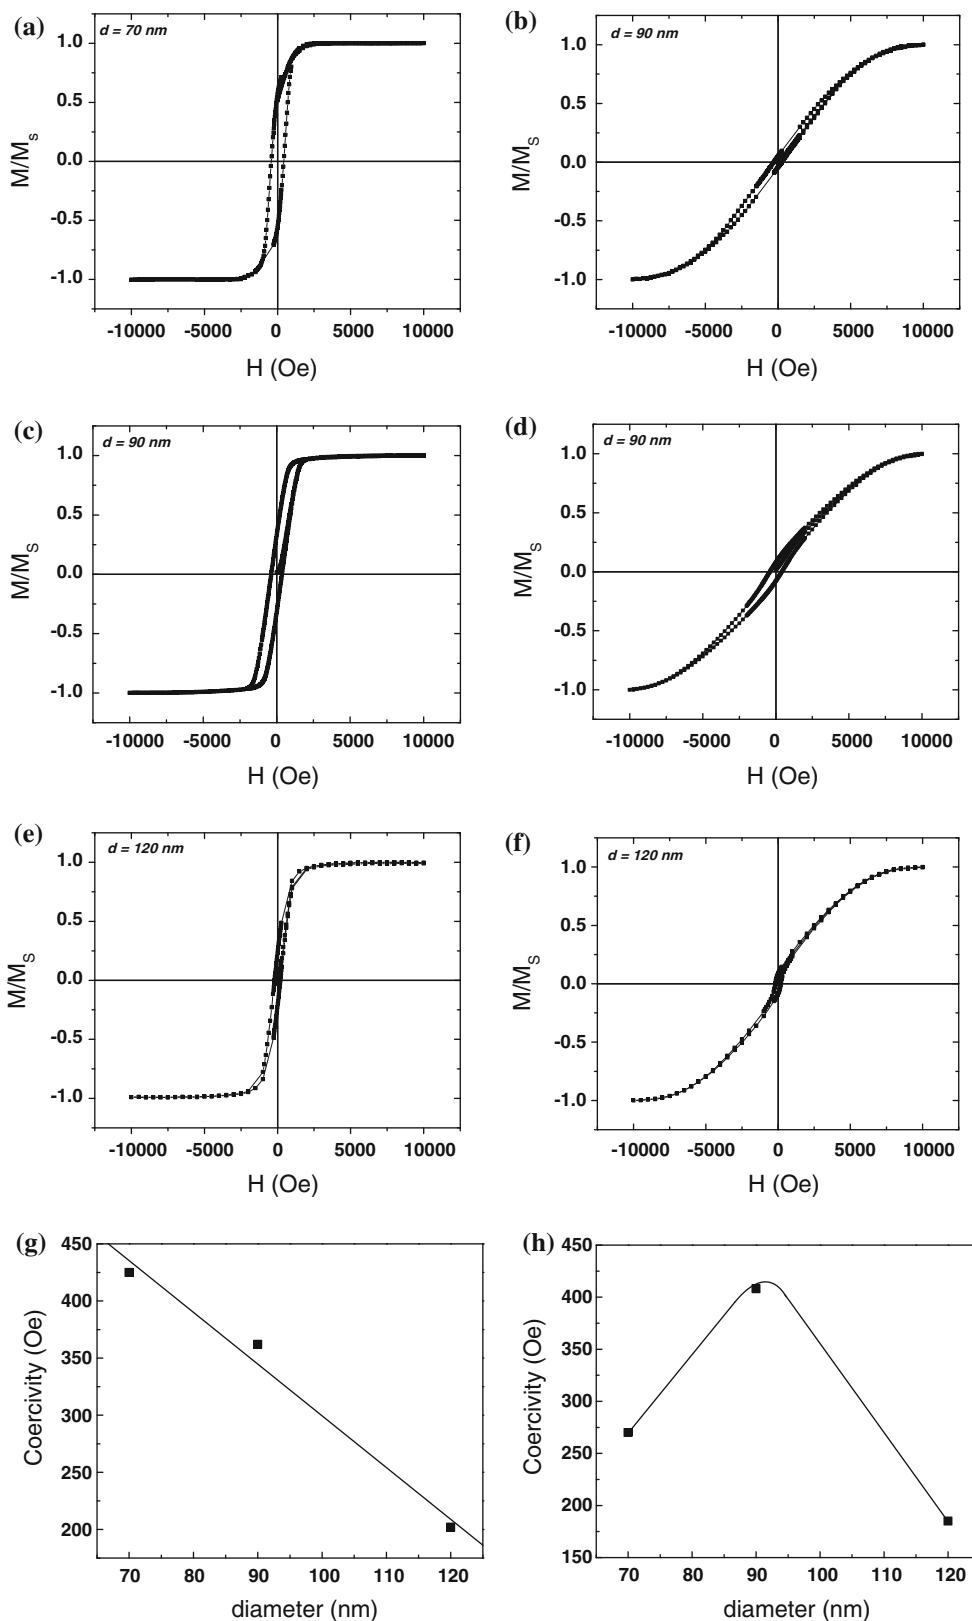 (a)
d = 70 nm
1.0
0.5
0.0
-0.5
-1.0
M/Ms
-10000 -5000 0 5000 10000
H (Oe)
(b)
d = 90 nm
1.0
0.5
0.0
-0.5
-1.0
M/Ms
-10000 -5000 0 5000 10000
H (Oe)
(c)
d = 90 nm
1.0
0.5
0.0
-0.5
-1.0
M/Ms
-10000 -5000 0 5000 10000
H (Oe)
(d)
d = 90 nm
1.0
0.5
0.0
-0.5
-1.0
M/Ms
-10000 -5000 0 5000 10000
H (Oe)
(e)
d = 120 nm
1.0
0.5
0.0
-0.5
-1.0
M/Ms
-10000 -5000 0 5000 10000
H (Oe)
(f)
d = 120 nm
1.0
0.5
0.0
-0.5
-1.0
M/Ms
-10000 -5000 0 5000 10000
H (Oe)
(g)
450
400
350
300
250
200
Coercivity (Oe)
70 80 90 100 110 120
diameter (nm)
(h)
450
400
350
300
250
200
150
Coercivity (Oe)
70 80 90 100 110 120
diameter (nm)